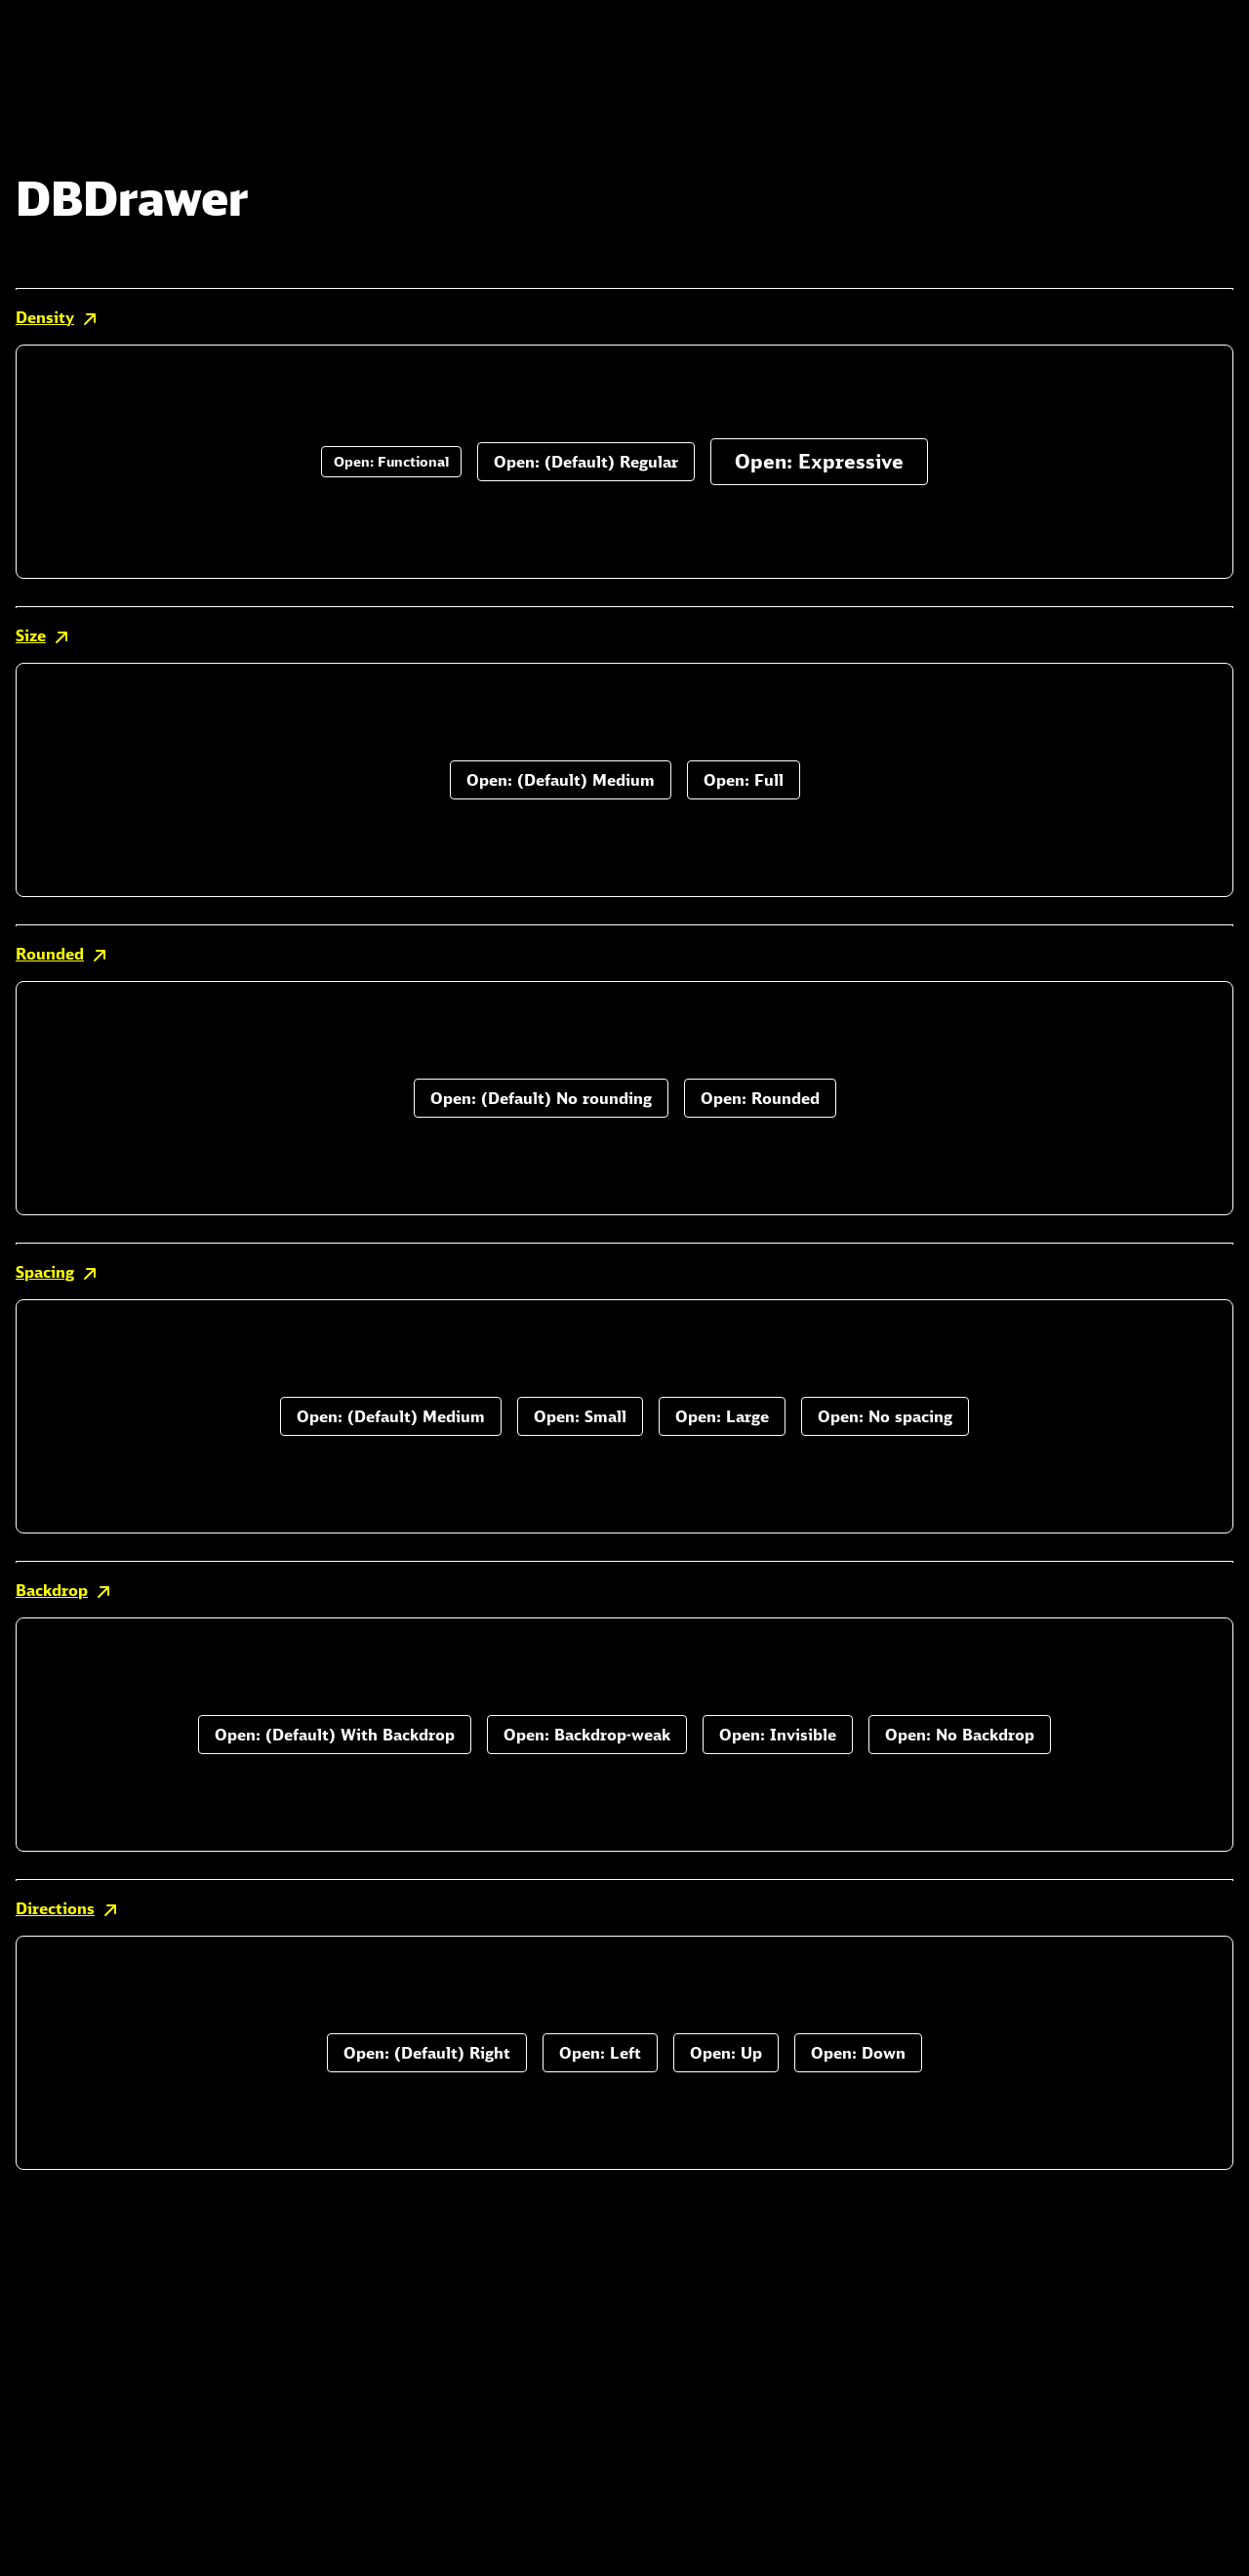 DBDrawer
Density
Open: Functional
Open: (Default) Regular
Open: Expressive
Size
Open: (Default) Medium
Open: Full
Rounded
Open: (Default) No rounding
Open: Rounded
Spacing
Open: (Default) Medium
Open: Small
Open: Large
Open: No spacing
Backdrop
Open: (Default) With Backdrop
Open: Backdrop-weak
Open: Invisible
Open: No Backdrop
Directions
Open: (Default) Right
Open: Left
Open: Up
Open: Down